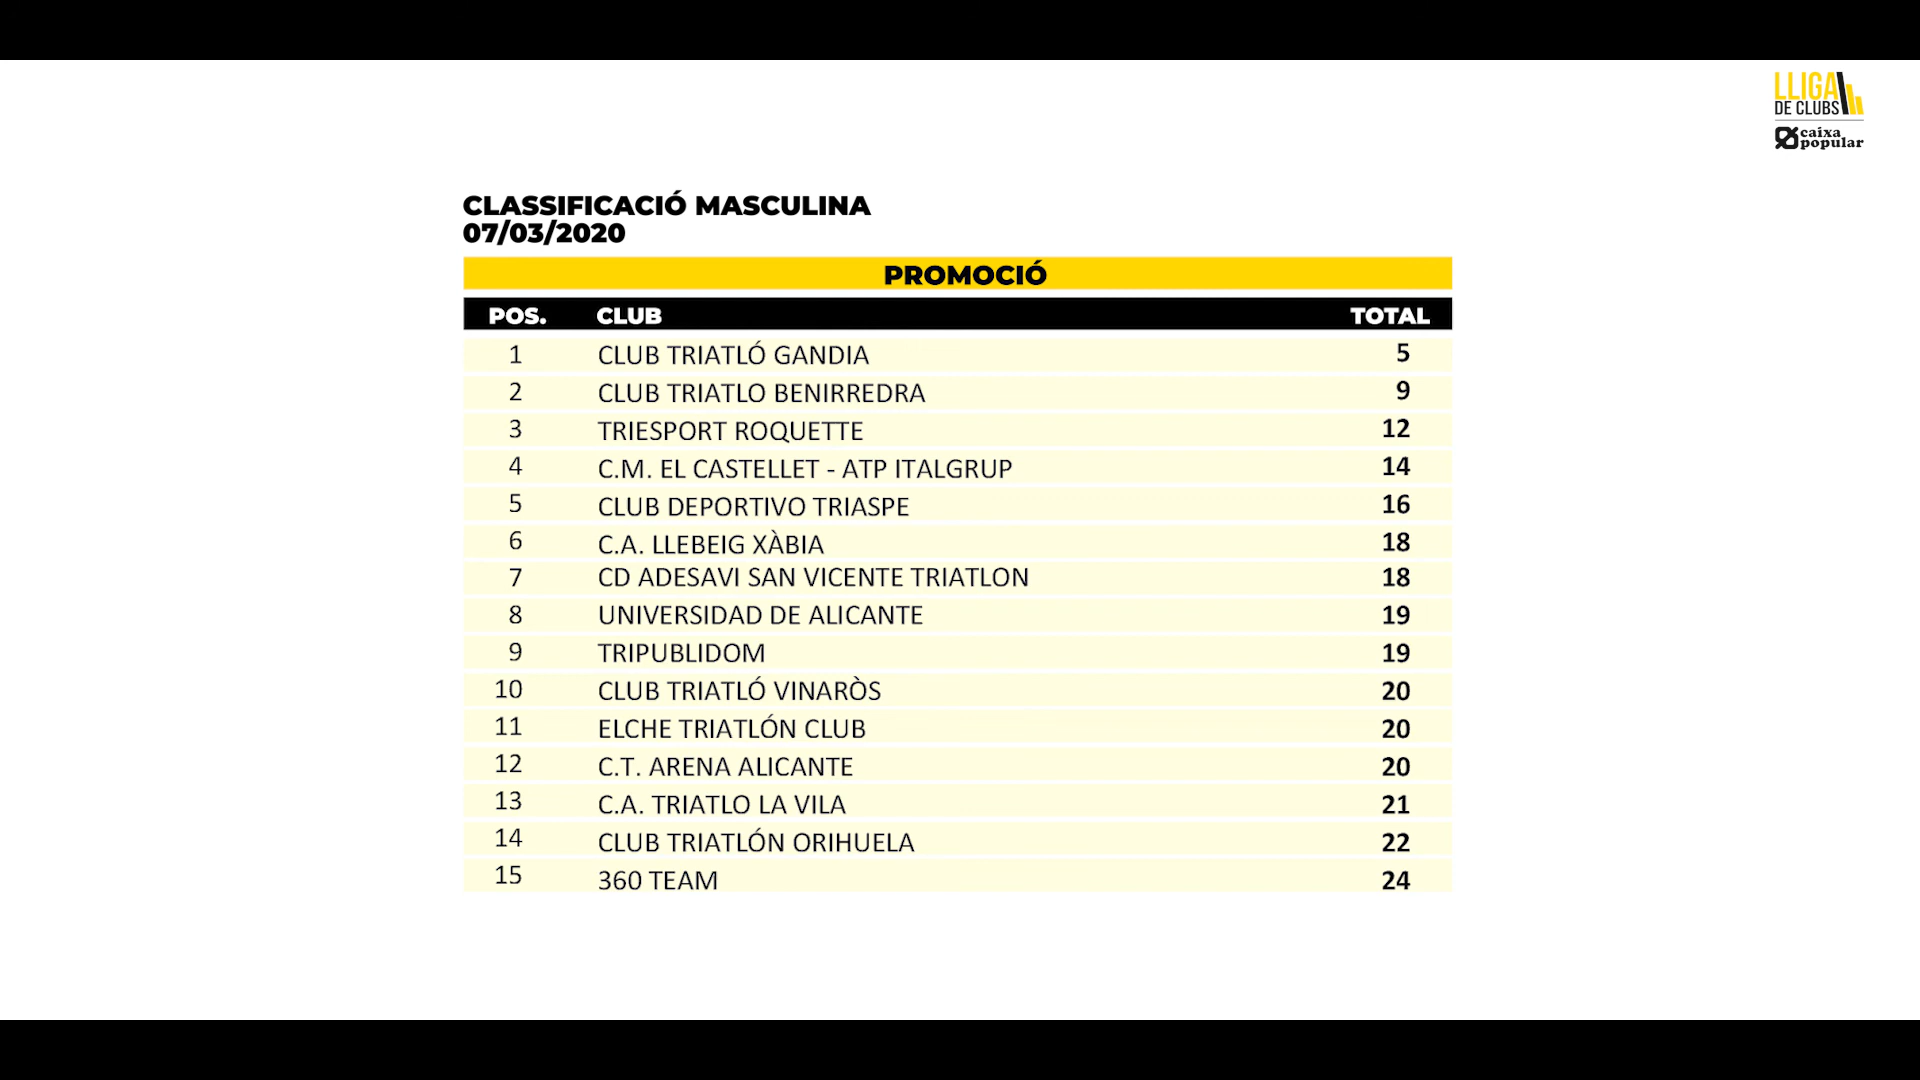 LLIGA
DE CLUBS
caixa
popular
CLASSIFICACIÓ MASCULINA
07/03/2020
PROMOCIÓ
POS. CLUB TOTAL
1 CLUB TRIATLÓ GANDIA 5
2 CLUB TRIATLO BENIRREDRA 9
3 TRIESPORT ROQUETTE 12
4 C.M. EL CASTELLET - ATP ITALGRUP 14
5 CLUB DEPORTIVO TRIASPE 16
6 C.A. LLEBEIG XÀBIA 18
7 CD ADESAVI SAN VICENTE TRIATLON 18
8 UNIVERSIDAD DE ALICANTE 19
9 TRIPUBLIDOM 19
10 CLUB TRIATLÓ VINARÒS 20
11 ELCHE TRIATLÓN CLUB 20
12 C.T. ARENA ALICANTE 20
13 C.A. TRIATLO LA VILA 21
14 CLUB TRIATLÓN ORIHUELA 22
15 360 TEAM 24